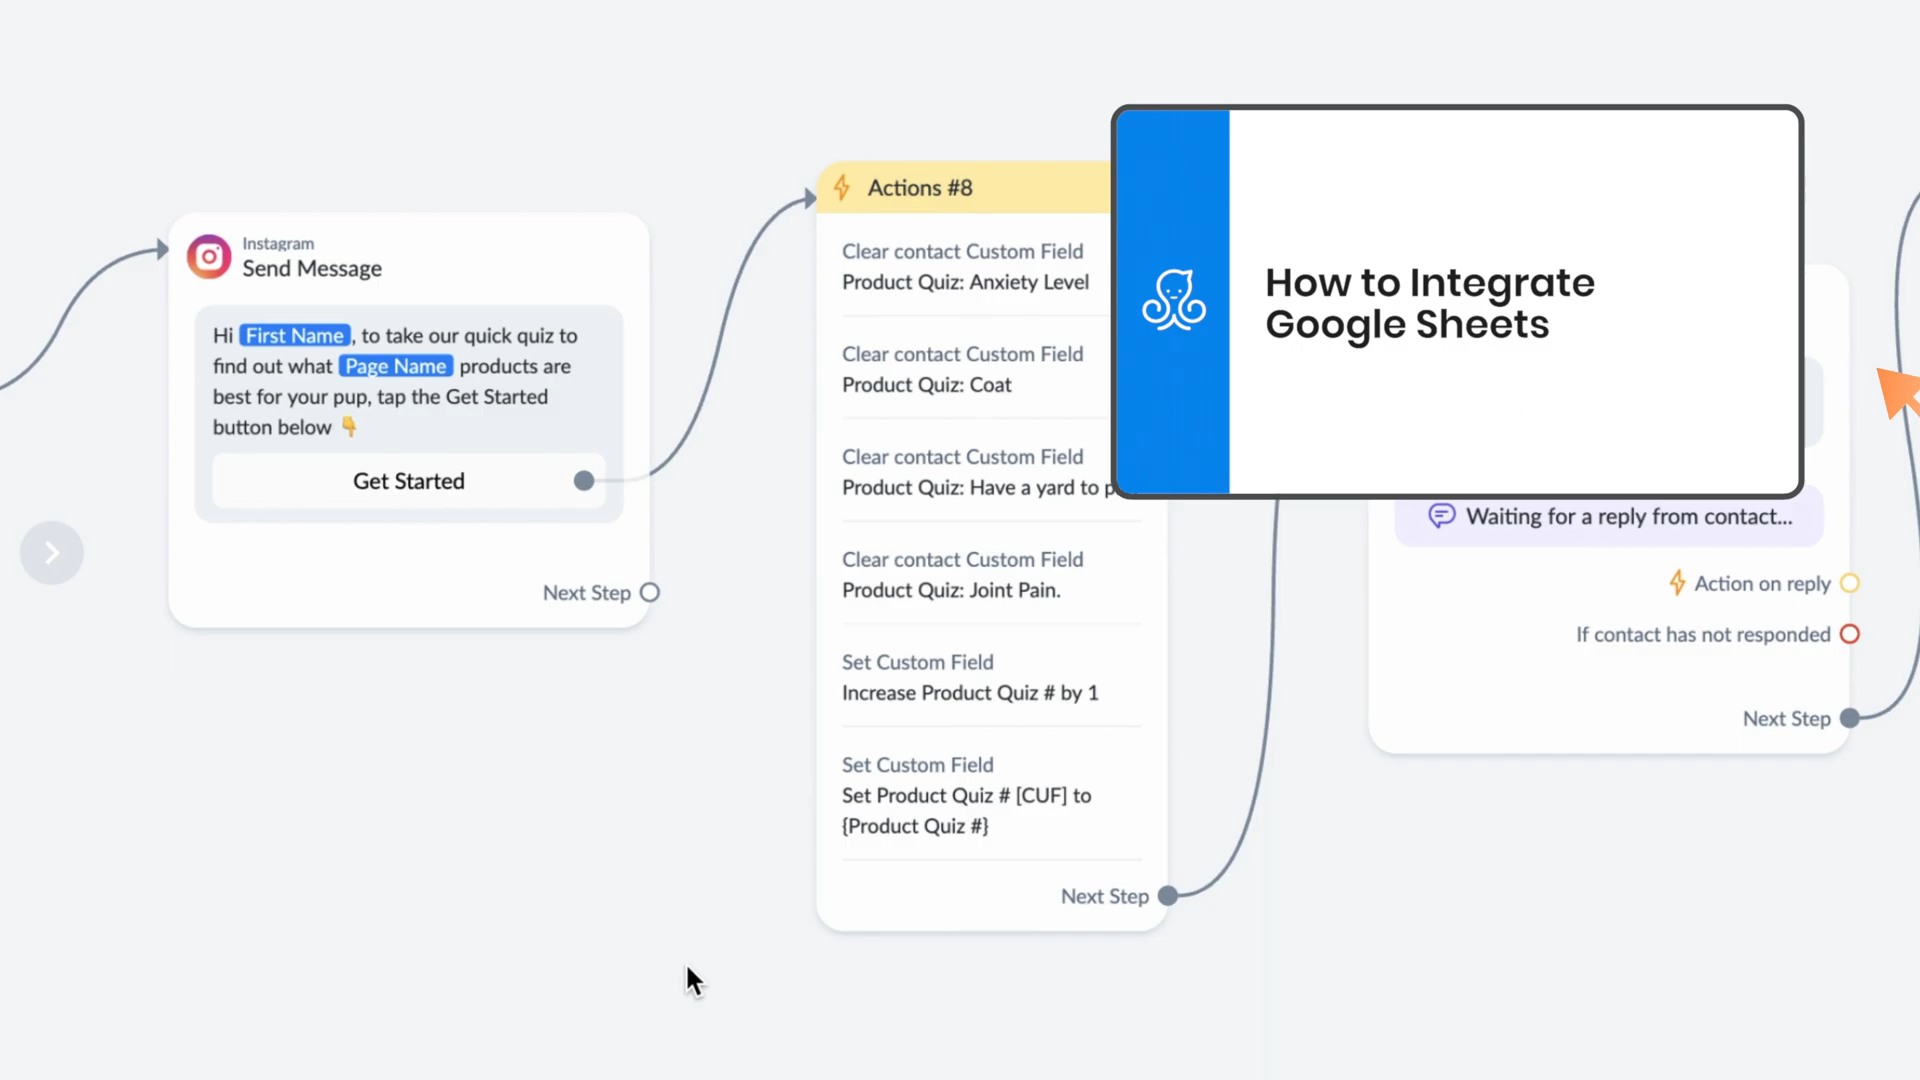 Instagram
Send Message
Hi First Name, to take our quick quiz to
find out what Page Name products are
best for your pup, tap the Get Started
button below 👇
Get Started
Next Step
Actions #8
Clear contact Custom Field
Product Quiz: Anxiety Level
Clear contact Custom Field
Product Quiz: Coat
Clear contact Custom Field
Product Quiz: Have a yard to
Clear contact Custom Field
Product Quiz: Joint Pain.
Set Custom Field
Increase Product Quiz # by 1
Set Custom Field
Set Product Quiz # [CUF] to
{Product Quiz #}
Next Step
How to Integrate
Google Sheets
Waiting for a reply from contact...
Action on reply
If contact has not responded
Next Step